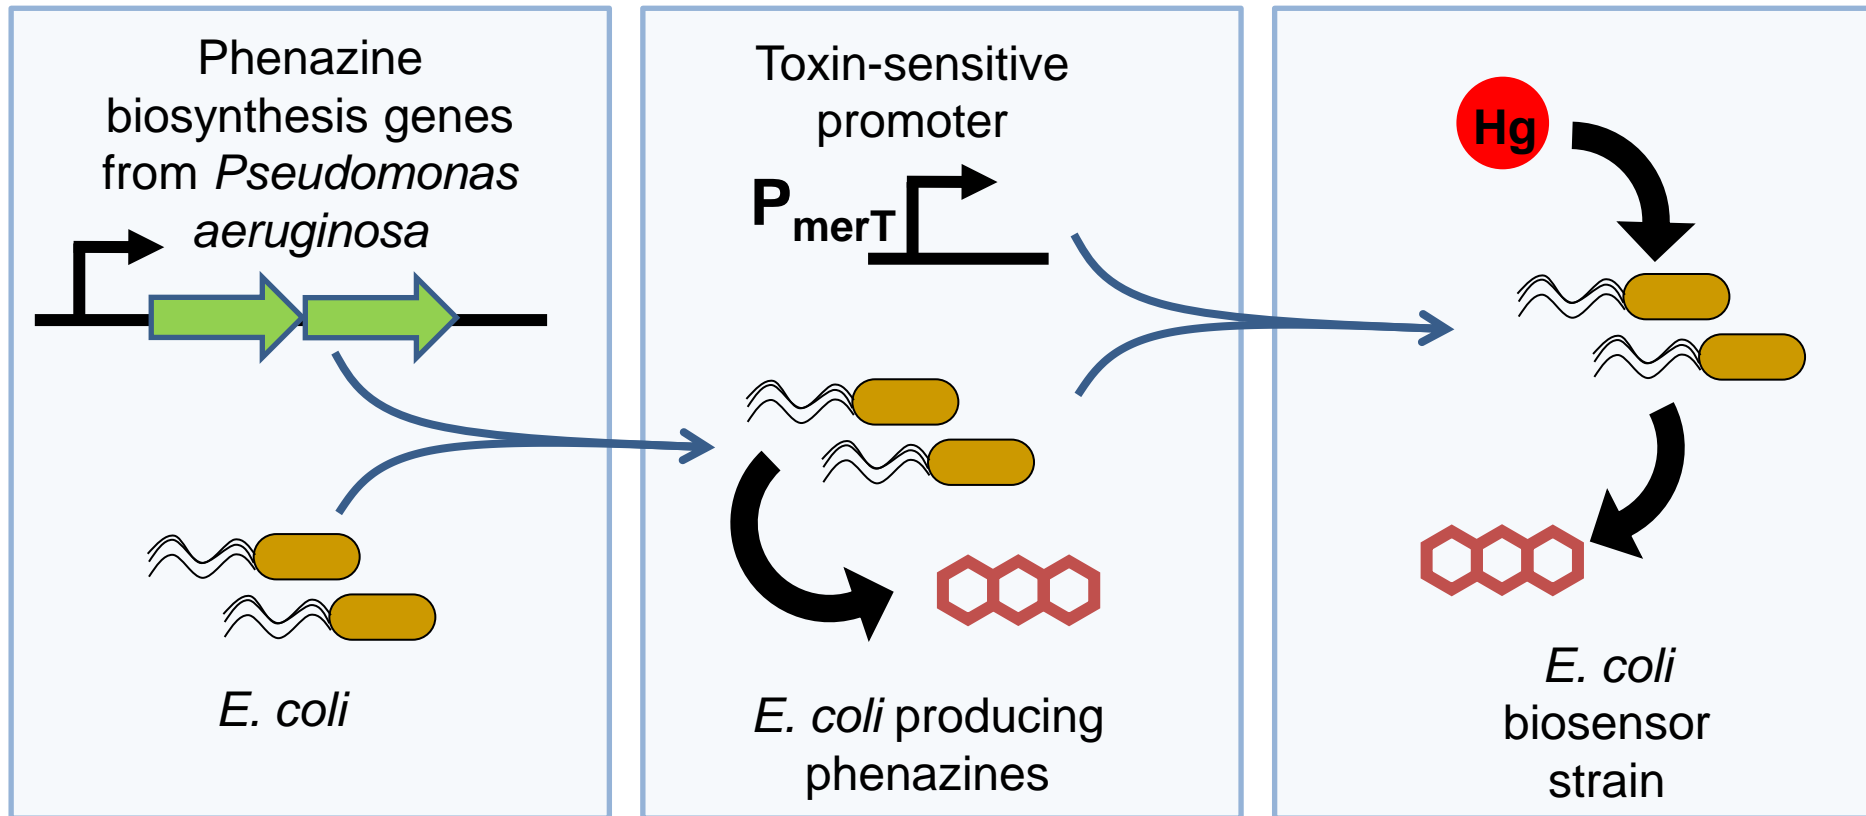 Phenazine
biosynthesis genes
from Pseudomonas
aeruginosa
E. coli
Toxin-sensitive
promoter
PmerT
E. coli producing
phenazines
Hg
E. coli
biosensor
strain